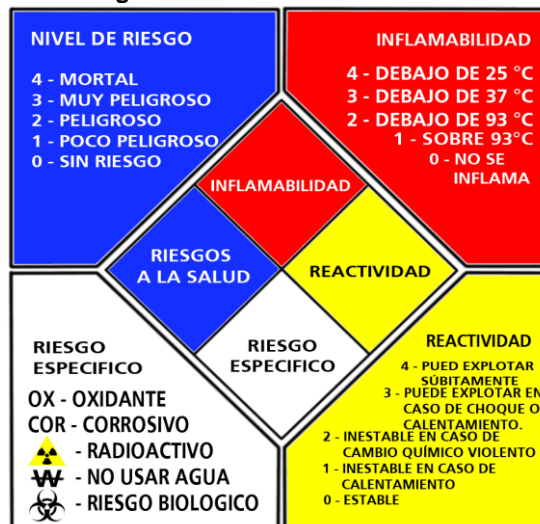 NIVEL DE RIESGO
4 - MORTAL
3 - MUY PELIGROSO
2 - PELIGROSO
1 - POCO PELIGROSO
0 - SIN RIESGO
INFLAMABILIDAD
4 - DEBAJO DE 25 °C
3 - DEBAJO DE 37 °C
2 - DEBAJO DE 93 °C
1 - SOBRE 93°C
0 - NO SE
INFLAMA
INFLAMABILIDAD
RIESGOS
A LA SALUD
REACTIVIDAD
RIESGO
ESPECIFICO
RIESGO
ESPECIFICO
OX - OXIDANTE
COR - CORROSIVO
- RADIOACTIVO
W - NO USAR AGUA
- RIESGO BIOLOGICO
REACTIVIDAD
4 - PUED EXPLOTAR
SÚBITAMENTE
3 - PUEDE EXPLOTAR EN
CASO DE CHOQUE O
CALENTAMIENTO.
2 - INESTABLE EN CASO DE
CAMBIO QUÍMICO VIOLENTO
1 - INESTABLE EN CASO DE
CALENTAMIENTO
0 - ESTABLE